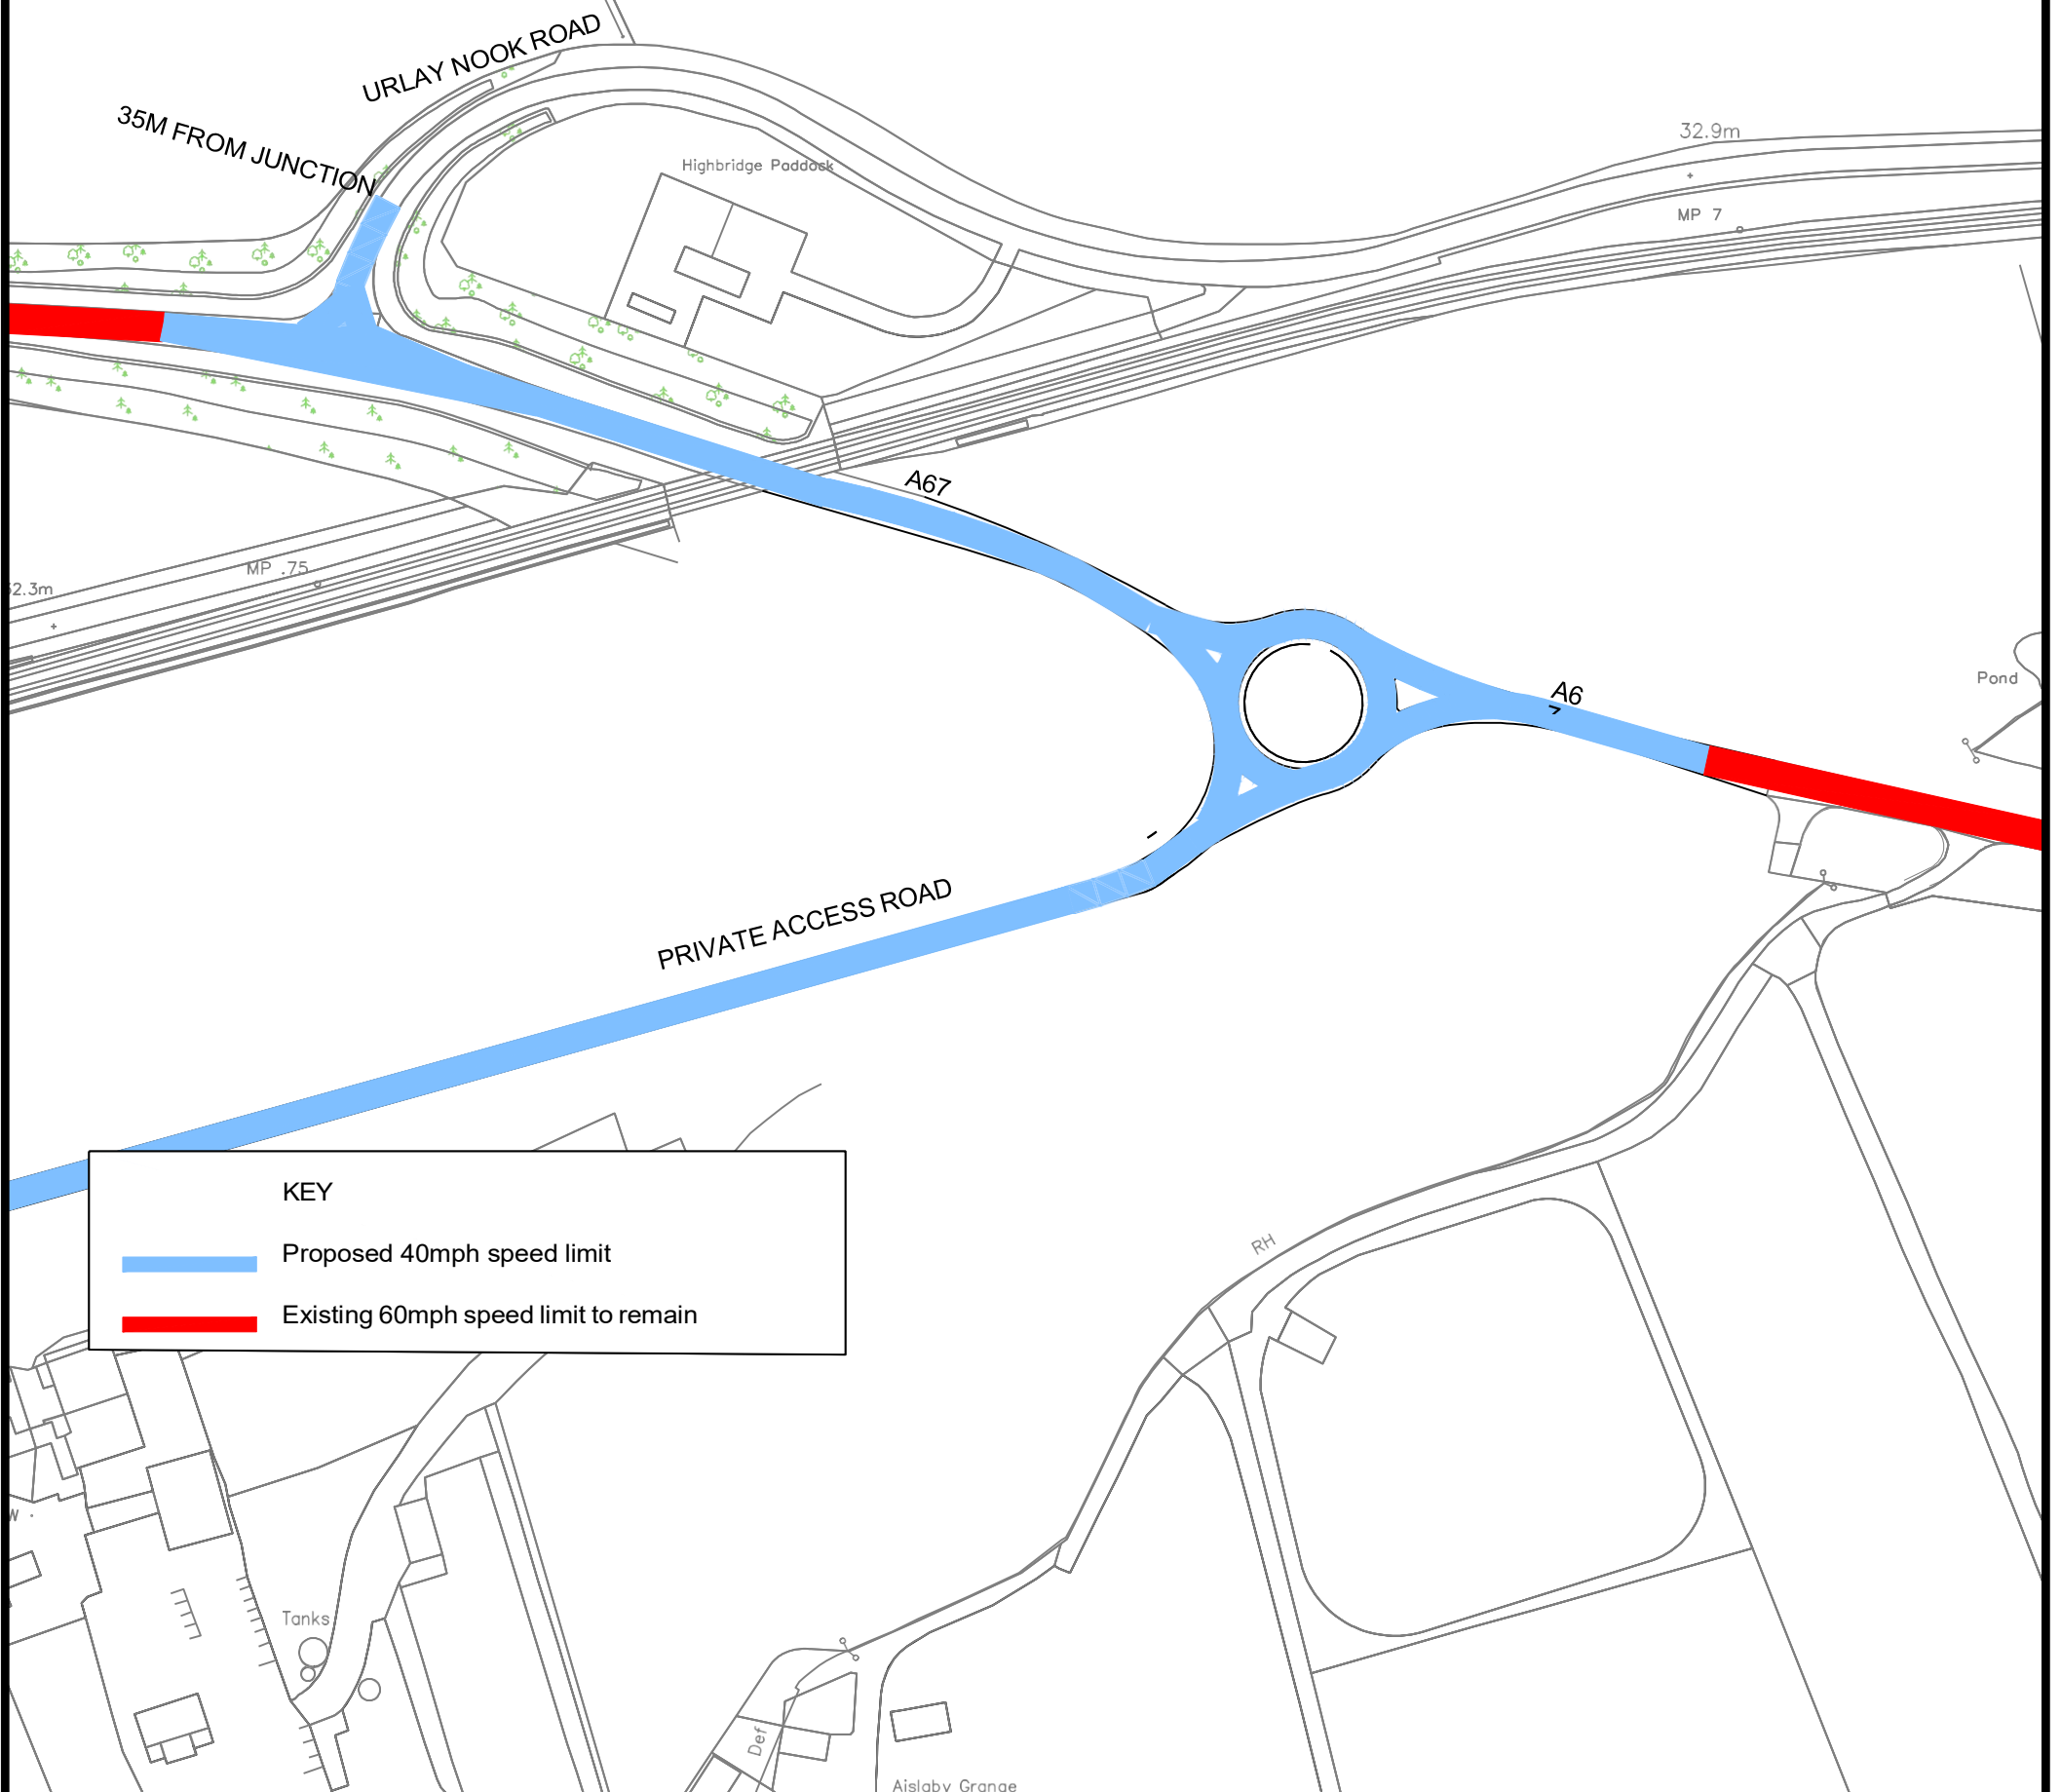 URLAY NOOK ROAD
35M FROM JUNCTION
32.9m
Highbridge Paddock
MP 7
A67
MP .75
2.3m
Pond
A6
7
PRIVATE ACCESS ROAD
KEY
Proposed 40mph speed limit
Existing 60mph speed limit to remain
RH
W
Tanks
Def
Aislaby Grange